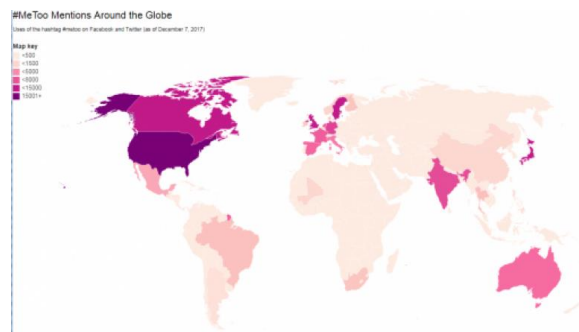 #MeToo Mentions Around the Globe
Uses of the hashtag #metoo on Facebook and Twitter (as of December 7, 2017)
Map key
<500
<1500
<5000
<8000
<15000
15001+